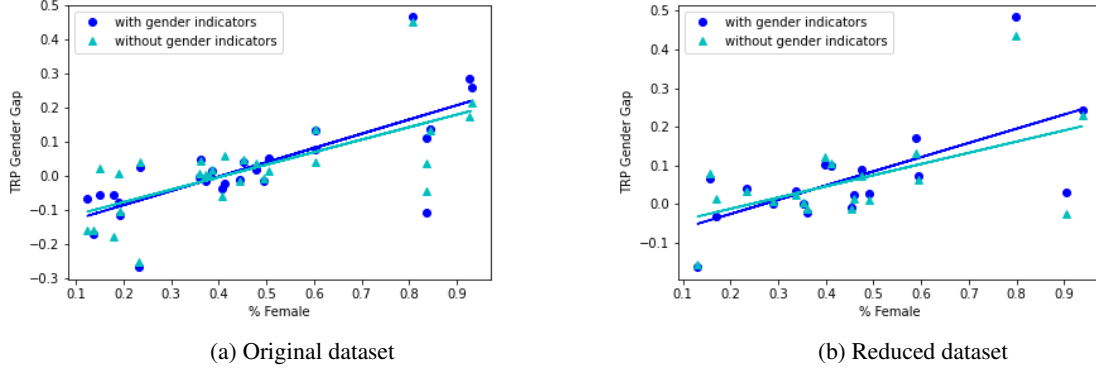 0.5
0.4
0.3
0.2
0.1
0.0
−0.1
−0.2
−0.3
TRP Gender Gap
with gender indicators
without gender indicators
0.1 0.2 0.3 0.4 0.5 0.6 0.7 0.8 0.9
% Female
(a) Original dataset
0.5
0.4
0.3
0.2
0.1
0.0
−0.1
TRP Gender Gap
with gender indicators
without gender indicators
0.1 0.2 0.3 0.4 0.5 0.6 0.7 0.8 0.9
% Female
(b) Reduced dataset